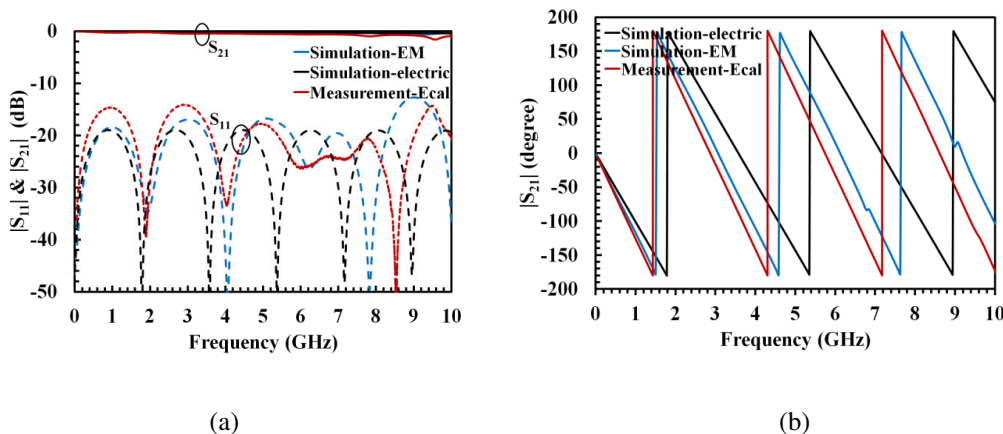 0
-10
-20
-30
-40
-50
|S11| & |S21| (dB)
S21
Simulation-EM
Simulation-electric
Measurement-Ecal
S11
0 1 2 3 4 5 6 7 8 9 10
Frequency (GHz)
(a)
200
150
100
50
0
-50
-100
-150
-200
|S21| (degree)
Simulation-electric
Simulation-EM
Measurement-Ecal
0 1 2 3 4 5 6 7 8 9 10
Frequency (GHz)
(b)